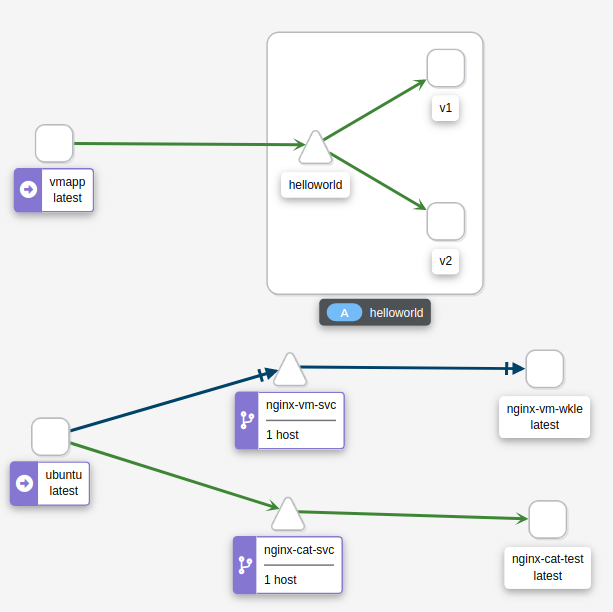 v1
vmapp
latest
helloworld
v2
A helloworld
nginx-vm-svc
1 host
nginx-vm-wkle
latest
ubuntu
latest
nginx-cat-svc
1 host
nginx-cat-test
latest